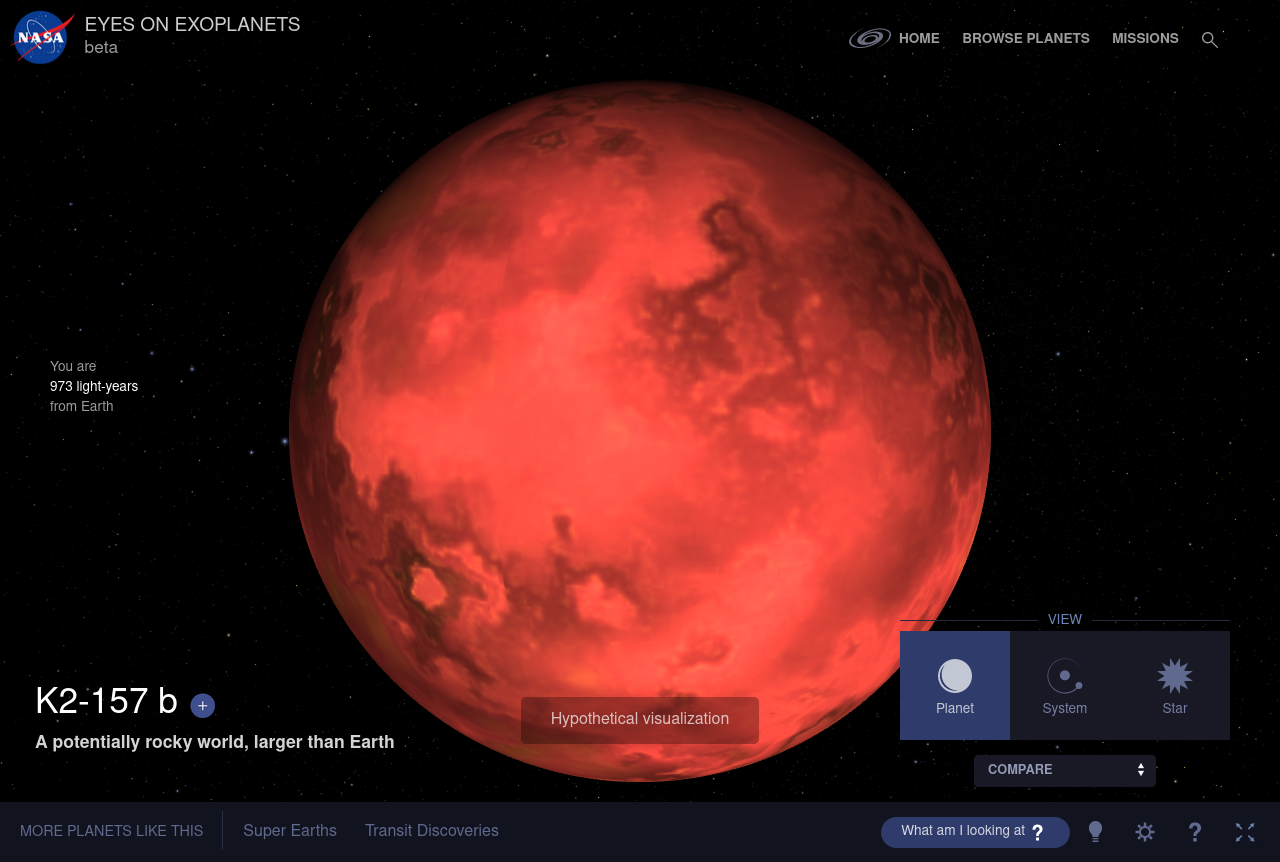 NASA
EYES ON EXOPLANETS
beta
HOME
BROWSE PLANETS
MISSIONS
You are
973 light-years
from Earth
VIEW
Planet
System
Star
K2-157 b +
A potentially rocky world, larger than Earth
Hypothetical visualization
COMPARE
MORE PLANETS LIKE THIS
Super Earths
Transit Discoveries
What am I looking at ?
?